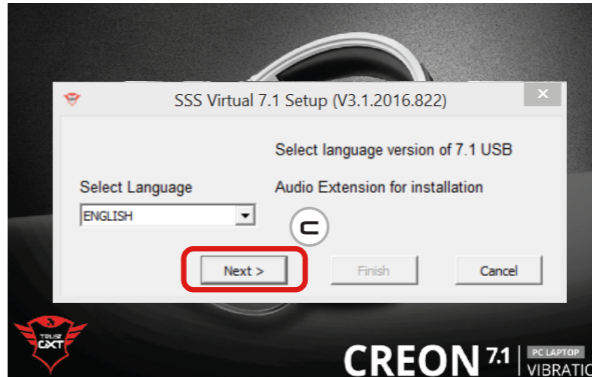 SSS Virtual 7.1 Setup (V3.1.2016.822)
Select language version of 7.1 USB
Select Language
Audio Extension for installation
ENGLISH
C
Next >
Finish
Cancel
TRUST
GXT
CREON 7.1
PC LAPTOP
VIBRATIO